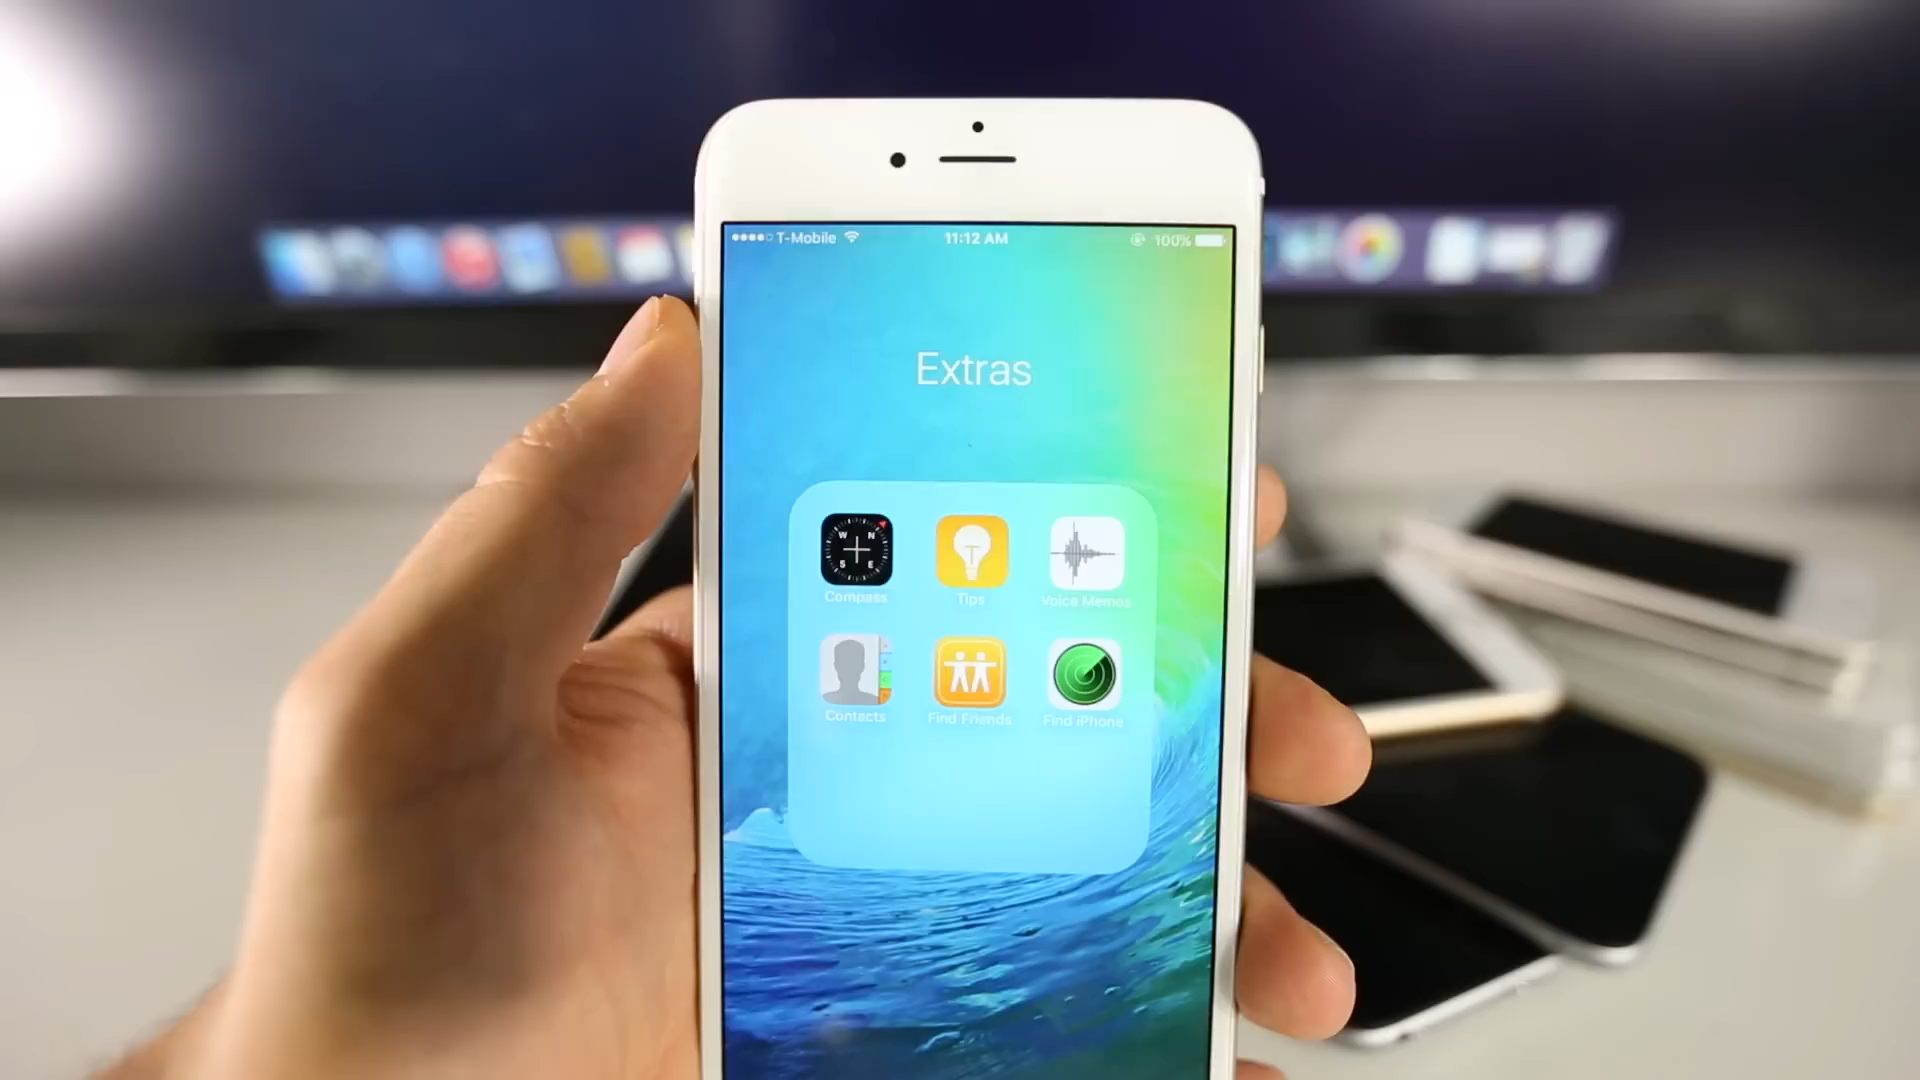 T-Mobile 11:12 AM 100%
Extras
W N
S E
Compass Tips Voice Memos
Contacts Find Friends Find iPhone